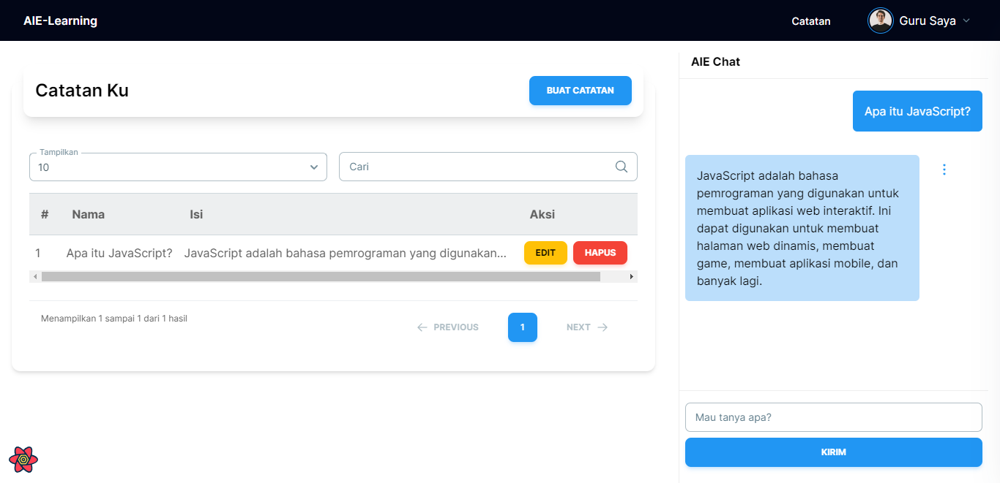 AIE-Learning
Catatan
Guru Saya
Catatan Ku
BUAT CATATAN
Tampilkan
10
Cari
# Nama Isi Aksi
1 Apa itu JavaScript? JavaScript adalah bahasa pemrograman yang digunakan... EDIT HAPUS
Menampilkan 1 sampai 1 dari 1 hasil
PREVIOUS 1 NEXT
AIE Chat
Apa itu JavaScript?
JavaScript adalah bahasa
pemrograman yang digunakan untuk
membuat aplikasi web interaktif. Ini
dapat digunakan untuk membuat
halaman web dinamis, membuat
game, membuat aplikasi mobile, dan
banyak lagi.
Mau tanya apa?
KIRIM